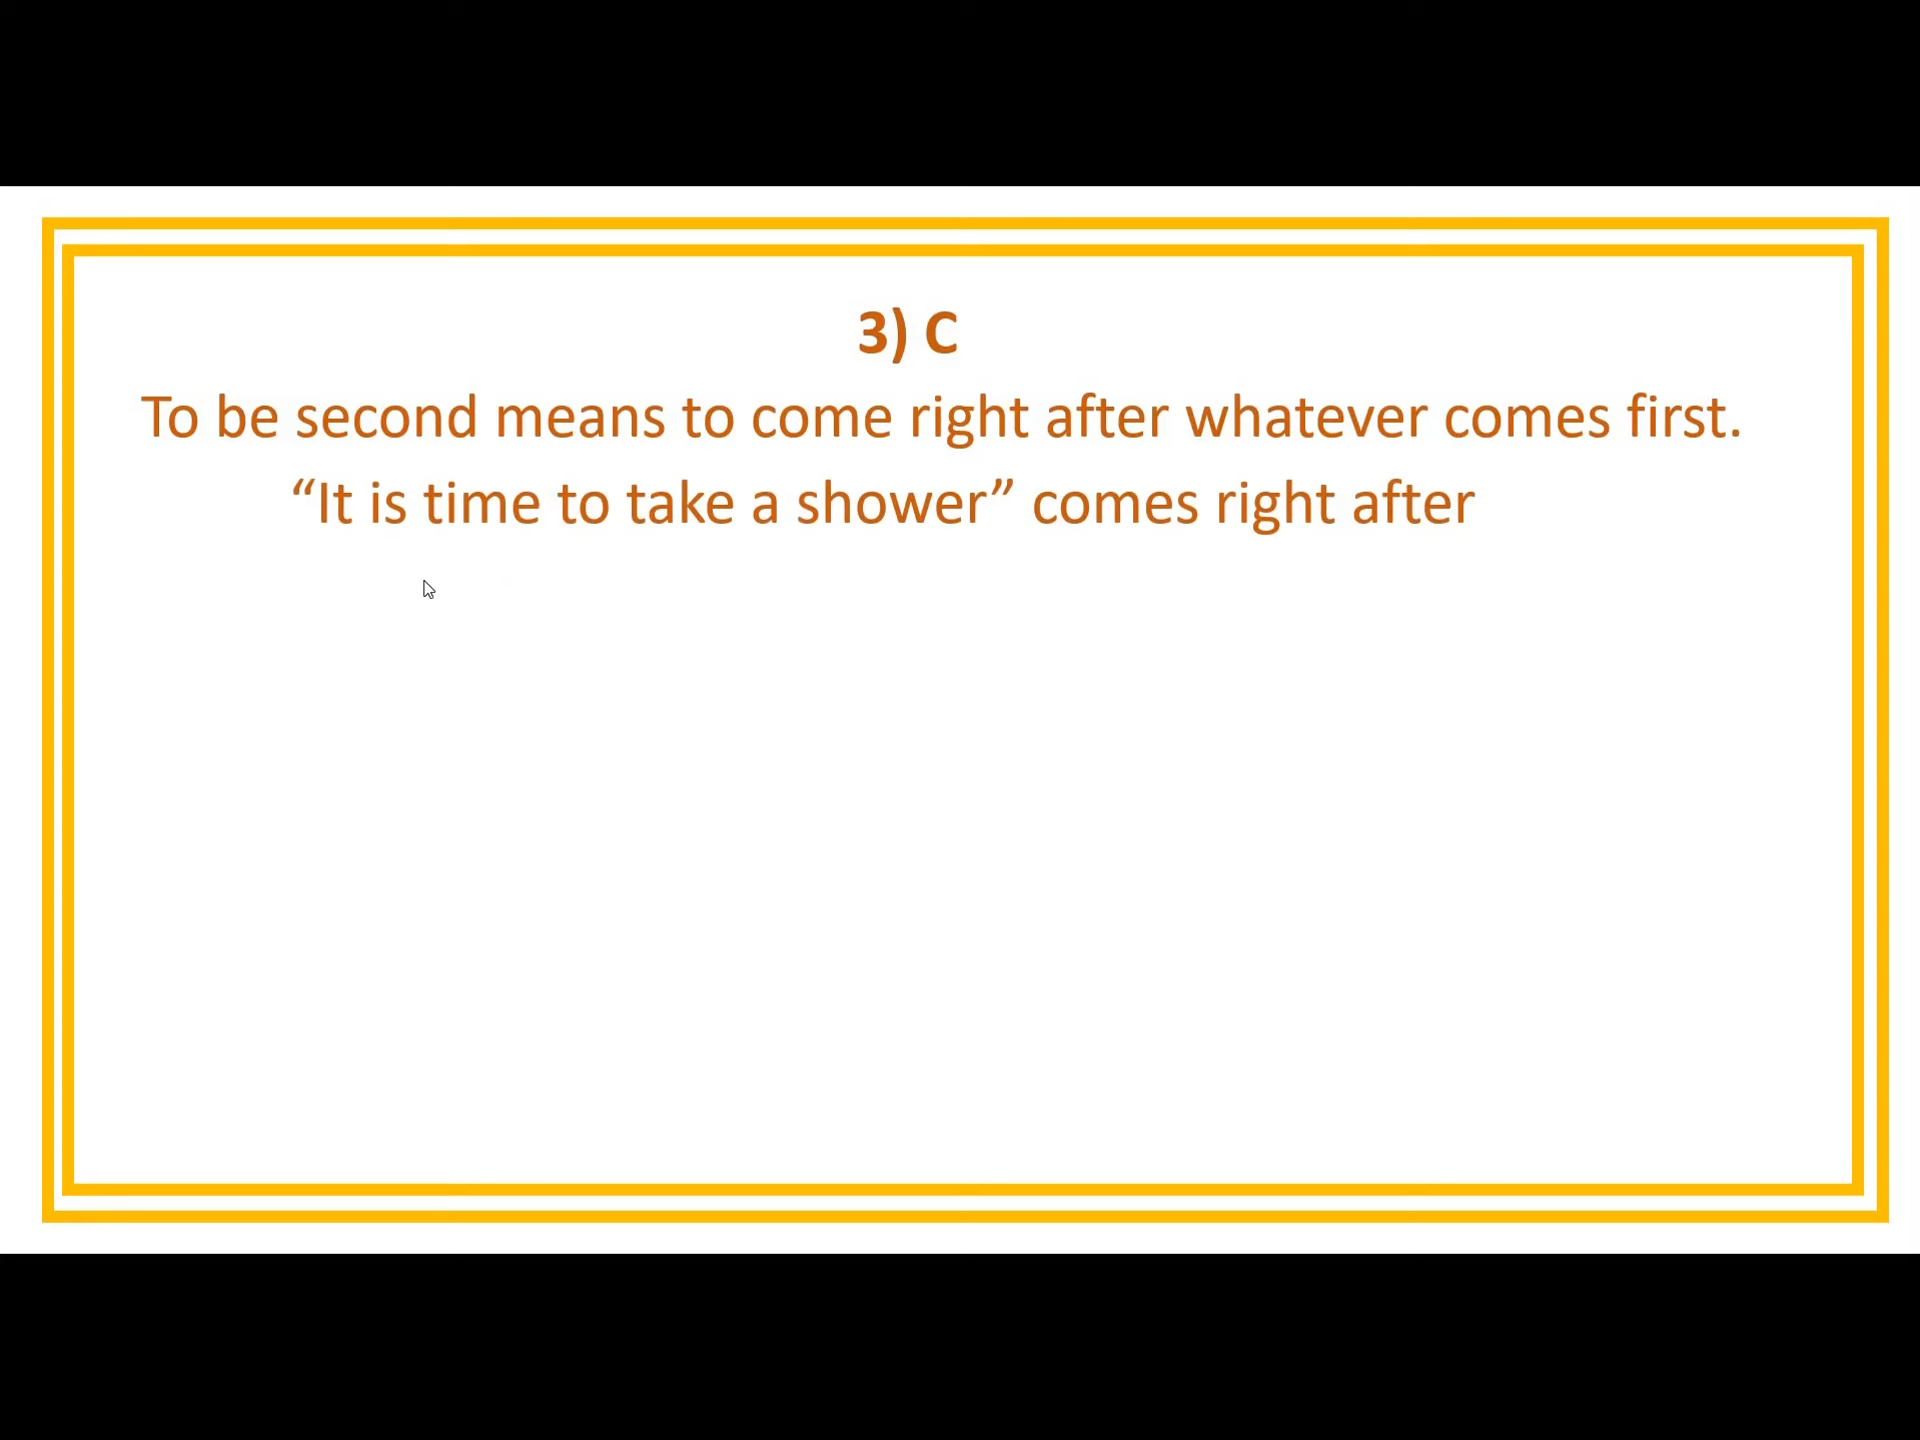 3) C
To be second means to come right after whatever comes first.
“It is time to take a shower” comes right after